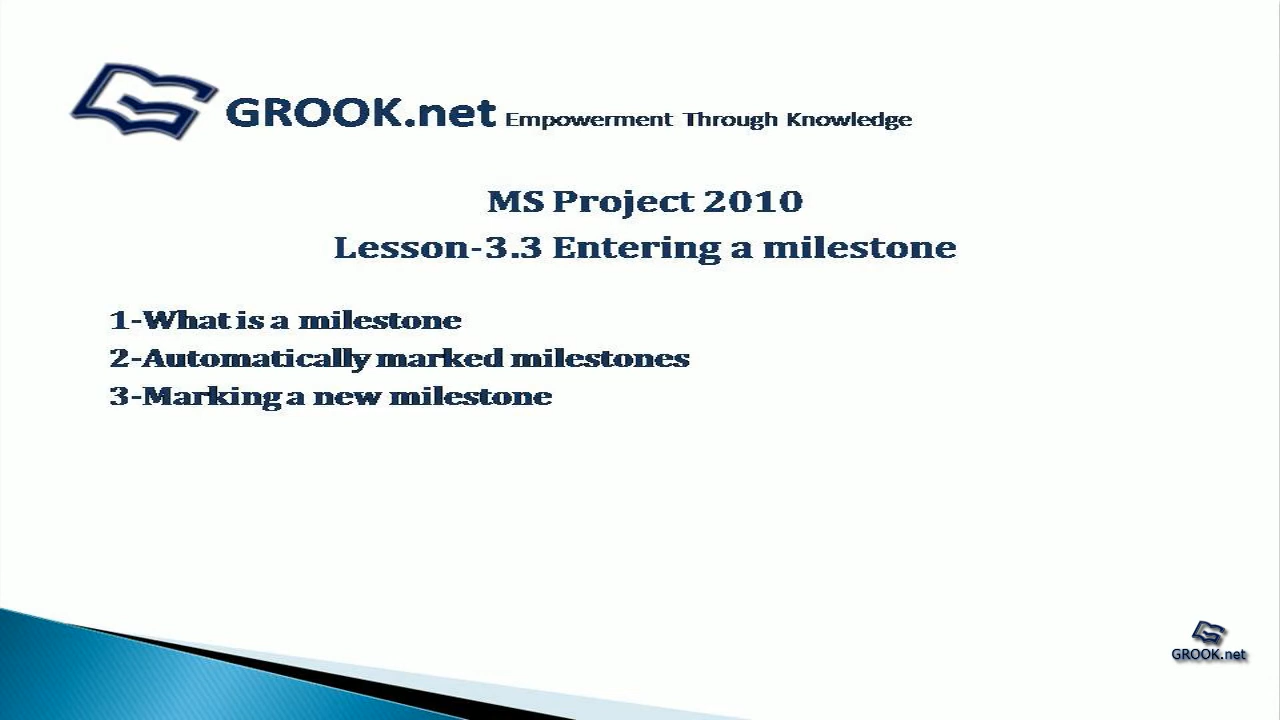 GROOK.net Empowerment Through Knowledge
MS Project 2010
Lesson-3.3 Entering a milestone
1-What is a milestone
2-Automatically marked milestones
3-Marking a new milestone
GROOK.net